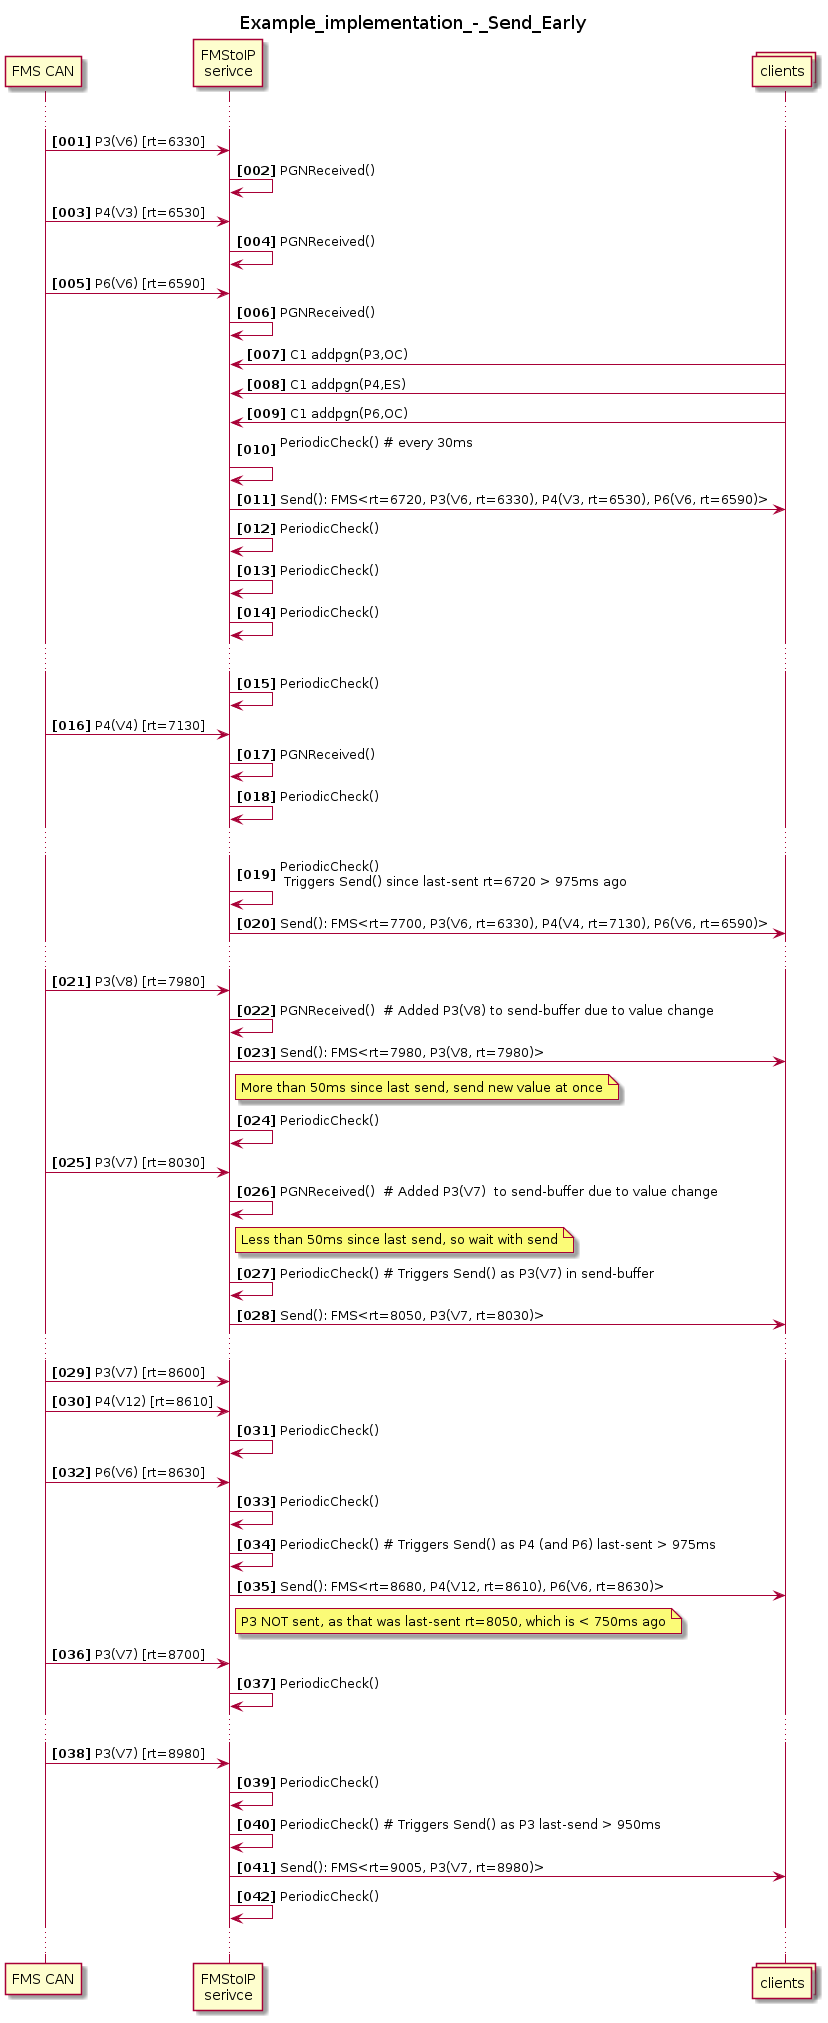 Example_implementation_-_Send_Early
FMS CAN
FMStoIP
serivce
clients
[001] P3(V6) [rt=6330]
[002] PGNReceived()
[003] P4(V3) [rt=6530]
[004] PGNReceived()
[005] P6(V6) [rt=6590]
[006] PGNReceived()
[007] C1 addpgn(P3,OC)
[008] C1 addpgn(P4,ES)
[009] C1 addpgn(P6,OC)
[010] PeriodicCheck() # every 30ms
[011] Send(): FMS<rt=6720, P3(V6, rt=6330), P4(V3, rt=6530), P6(V6, rt=6590)>
[012] PeriodicCheck()
[013] PeriodicCheck()
[014] PeriodicCheck()
[015] PeriodicCheck()
[016] P4(V4) [rt=7130]
[017] PGNReceived()
[018] PeriodicCheck()
[019] PeriodicCheck()
Triggers Send() since last-sent rt=6720 > 975ms ago
[020] Send(): FMS<rt=7700, P3(V6, rt=6330), P4(V4, rt=7130), P6(V6, rt=6590)>
[021] P3(V8) [rt=7980]
[022] PGNReceived()  # Added P3(V8) to send-buffer due to value change
[023] Send(): FMS<rt=7980, P3(V8, rt=7980)>
More than 50ms since last send, send new value at once
[024] PeriodicCheck()
[025] P3(V7) [rt=8030]
[026] PGNReceived()  # Added P3(V7)  to send-buffer due to value change
Less than 50ms since last send, so wait with send
[027] PeriodicCheck() # Triggers Send() as P3(V7) in send-buffer
[028] Send(): FMS<rt=8050, P3(V7, rt=8030)>
[029] P3(V7) [rt=8600]
[030] P4(V12) [rt=8610]
[031] PeriodicCheck()
[032] P6(V6) [rt=8630]
[033] PeriodicCheck()
[034] PeriodicCheck() # Triggers Send() as P4 (and P6) last-sent > 975ms
[035] Send(): FMS<rt=8680, P4(V12, rt=8610), P6(V6, rt=8630)>
P3 NOT sent, as that was last-sent rt=8050, which is < 750ms ago
[036] P3(V7) [rt=8700]
[037] PeriodicCheck()
[038] P3(V7) [rt=8980]
[039] PeriodicCheck()
[040] PeriodicCheck() # Triggers Send() as P3 last-send > 950ms
[041] Send(): FMS<rt=9005, P3(V7, rt=8980)>
[042] PeriodicCheck()
FMS CAN
FMStoIP
serivce
clients